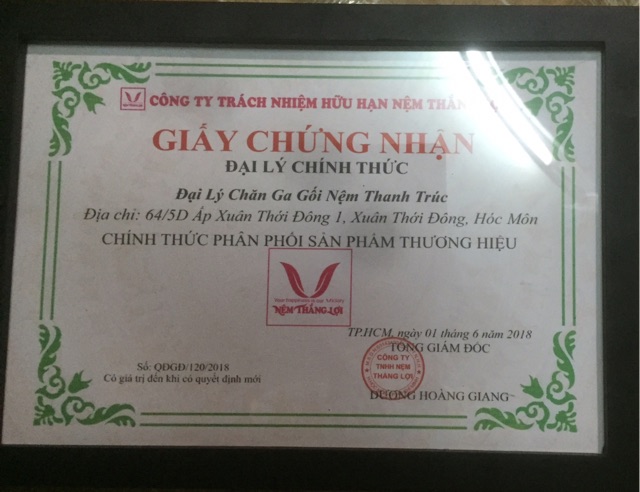 CÔNG TY TRÁCH NHIỆM HỮU HẠN NỆM THẮNG
GIẤY CHỨNG NHẬN
ĐẠI LÝ CHÍNH THỨC
Đại Lý Chăn Ga Gối Nệm Thanh Trúc
Địa chỉ: 64/5D Ấp Xuân Thới Đông 1, Xuân Thới Đông, Hóc Môn
CHÍNH THỨC PHÂN PHỐI SẢN PHẨM THƯƠNG HIỆU
NỆM THẮNG LỢI
TP.HCM, ngày 01 tháng 6 năm 2018
TỔNG GIÁM ĐỐC
Số: QĐGĐ/120/2018
Có giá trị đến khi có quyết định mới
CÔNG TY
TNHH NỆM
THẮNG LỢI
DƯƠNG HOÀNG GIANG